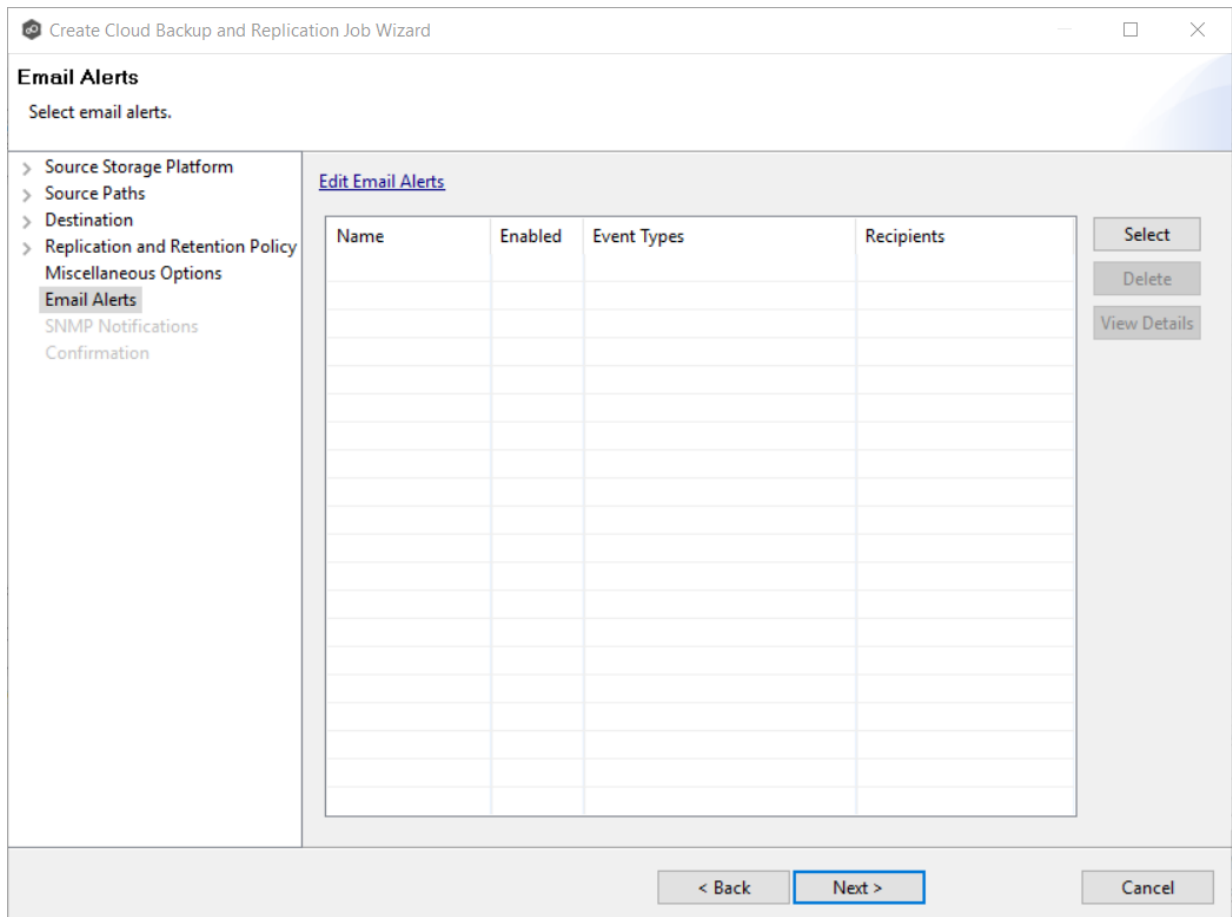 Create Cloud Backup and Replication Job Wizard
Email Alerts
Select email alerts.
Source Storage Platform
Source Paths
Destination
Replication and Retention Policy
Miscellaneous Options
Email Alerts
SNMP Notifications
Confirmation
Edit Email Alerts
Name Enabled Event Types Recipients
Select
Delete
View Details
< Back Next > Cancel